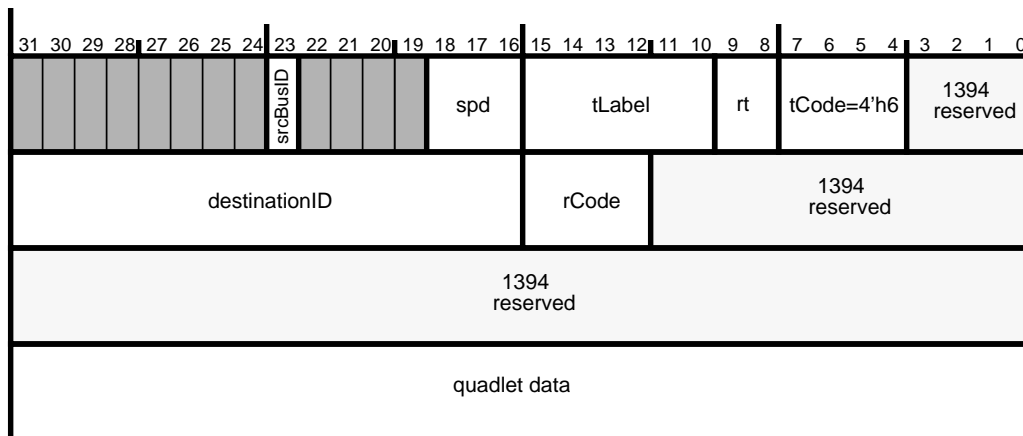 31 30 29 28 27 26 25 24 23 22 21 20 19 18 17 16 15 14 13 12 11 10 9 8 7 6 5 4 3 2 1 0
srcBusID
spd
tLabel
rt
tCode=4'h6
1394
reserved
destinationID
rCode
1394
reserved
1394
reserved
quadlet data